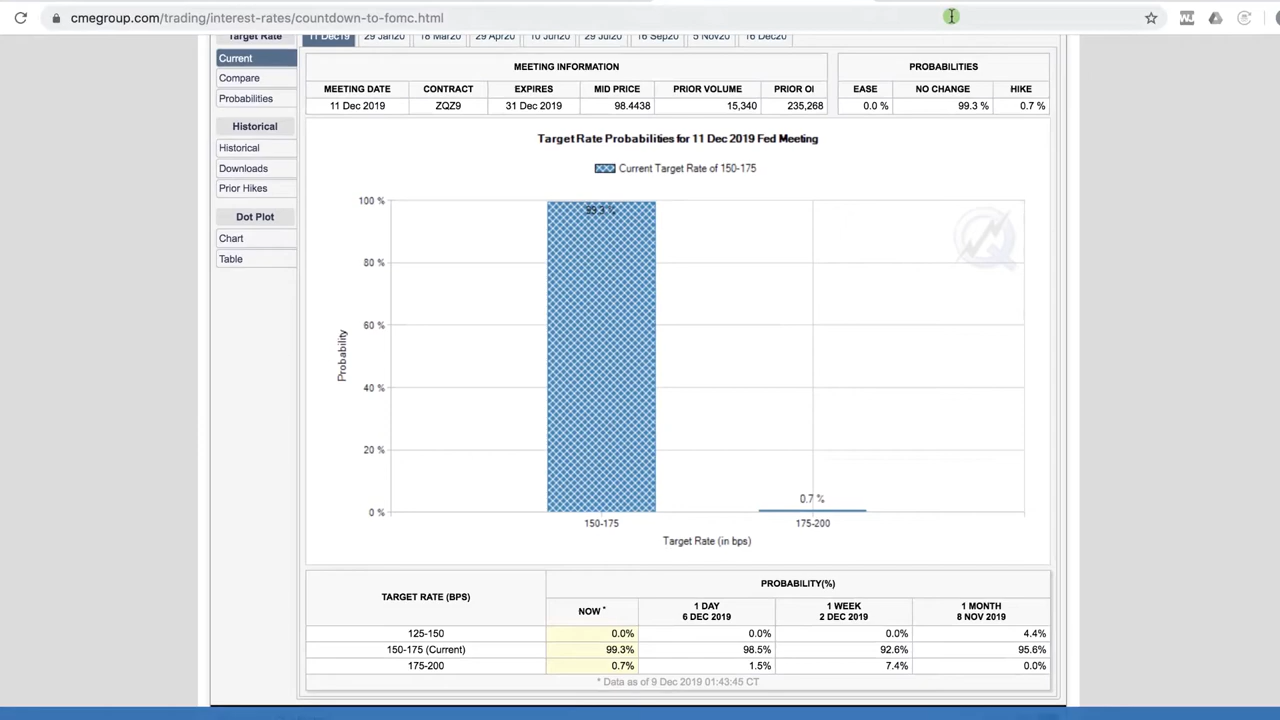 cmegroup.com/trading/interest-rates/countdown-to-fomc.html
Target Rate
11 Dec19 29 Jan20 18 Mar20 29 Apr20 10 Jun20 29 Jul20 16 Sep20 5 Nov20 16 Dec20
Current
Compare
Probabilities
Historical
Historical
Downloads
Prior Hikes
Dot Plot
Chart
Table
MEETING INFORMATION
MEETING DATE CONTRACT EXPIRES MID PRICE PRIOR VOLUME PRIOR OI
11 Dec 2019 ZQZ9 31 Dec 2019 98.4438 15,340 235,268
PROBABILITIES
EASE NO CHANGE HIKE
0.0 % 99.3 % 0.7 %
Target Rate Probabilities for 11 Dec 2019 Fed Meeting
Current Target Rate of 150-175
100 %
80 %
60 %
40 %
20 %
0 %
Probability
99.3 %
0.7 %
150-175 175-200
Target Rate (in bps)
TARGET RATE (BPS) PROBABILITY(%)
NOW * 1 DAY 6 DEC 2019 1 WEEK 2 DEC 2019 1 MONTH 8 NOV 2019
125-150 0.0% 0.0% 0.0% 4.4%
150-175 (Current) 99.3% 98.5% 92.6% 95.6%
175-200 0.7% 1.5% 7.4% 0.0%
* Data as of 9 Dec 2019 01:43:45 CT